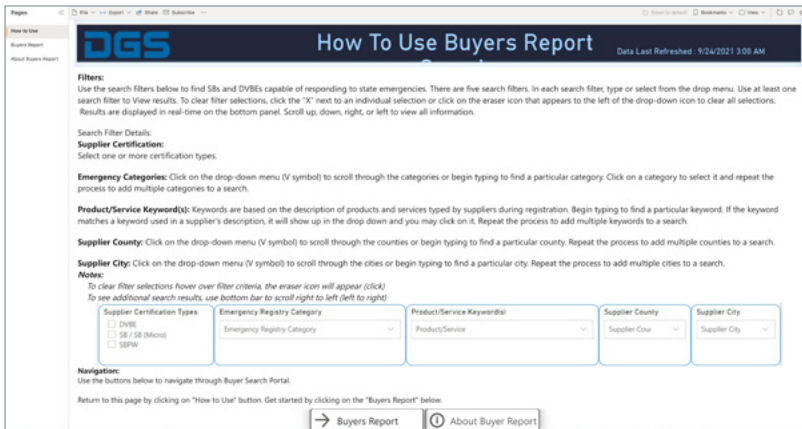 Pages
File
Export
Share
Subscribe
Reset to default
Bookmarks
View
How to Use
Buyers Report
About Buyers Report
DGS
How To Use Buyers Report
Data Last Refreshed : 9/24/2021 3:00 AM
Filters:
Use the search filters below to find SBs and DVBEs capable of responding to state emergencies. There are five search filters. In each search filter, type or select from the drop menu. Use at least one
search filter to View results. To clear filter selections, click the "X" next to an individual selection or click on the eraser icon that appears to the left of the drop-down icon to clear all selections.
Results are displayed in real-time on the bottom panel. Scroll up, down, right, or left to view all information.
Search Filter Details:
Supplier Certification:
Select one or more certification types.
Emergency Categories: Click on the drop-down menu (V symbol) to scroll through the categories or begin typing to find a particular category. Click on a category to select it and repeat the
process to add multiple categories to a search.
Product/Service Keyword(s): Keywords are based on the description of products and services typed by suppliers during registration. Begin typing to find a particular keyword. If the keyword
matches a keyword used in a supplier's description, it will show up in the drop down and you may click on it. Repeat the process to add multiple keywords to a search.
Supplier County: Click on the drop-down menu (V symbol) to scroll through the counties or begin typing to find a particular county. Repeat the process to add multiple counties to a search.
Supplier City: Click on the drop-down menu (V symbol) to scroll through the cities or begin typing to find a particular city. Repeat the process to add multiple cities to a search.
Notes:
To clear filter selections hover over filter criteria, the eraser icon will appear (click)
To see additional search results, use bottom bar to scroll right to left (left to right)
Supplier Certification Types
DVBE
SB / SB (Micro)
SBPW
Emergency Registry Category
Emergency Registry Category
Product/Service Keyword(s)
Product/Service
Supplier County
Supplier Cour
Supplier City
Supplier City
Navigation:
Use the buttons below to navigate through Buyer Search Portal.
Return to this page by clicking on "How to Use" button. Get started by clicking on the "Buyers Report" below.
Buyers Report
About Buyer Report